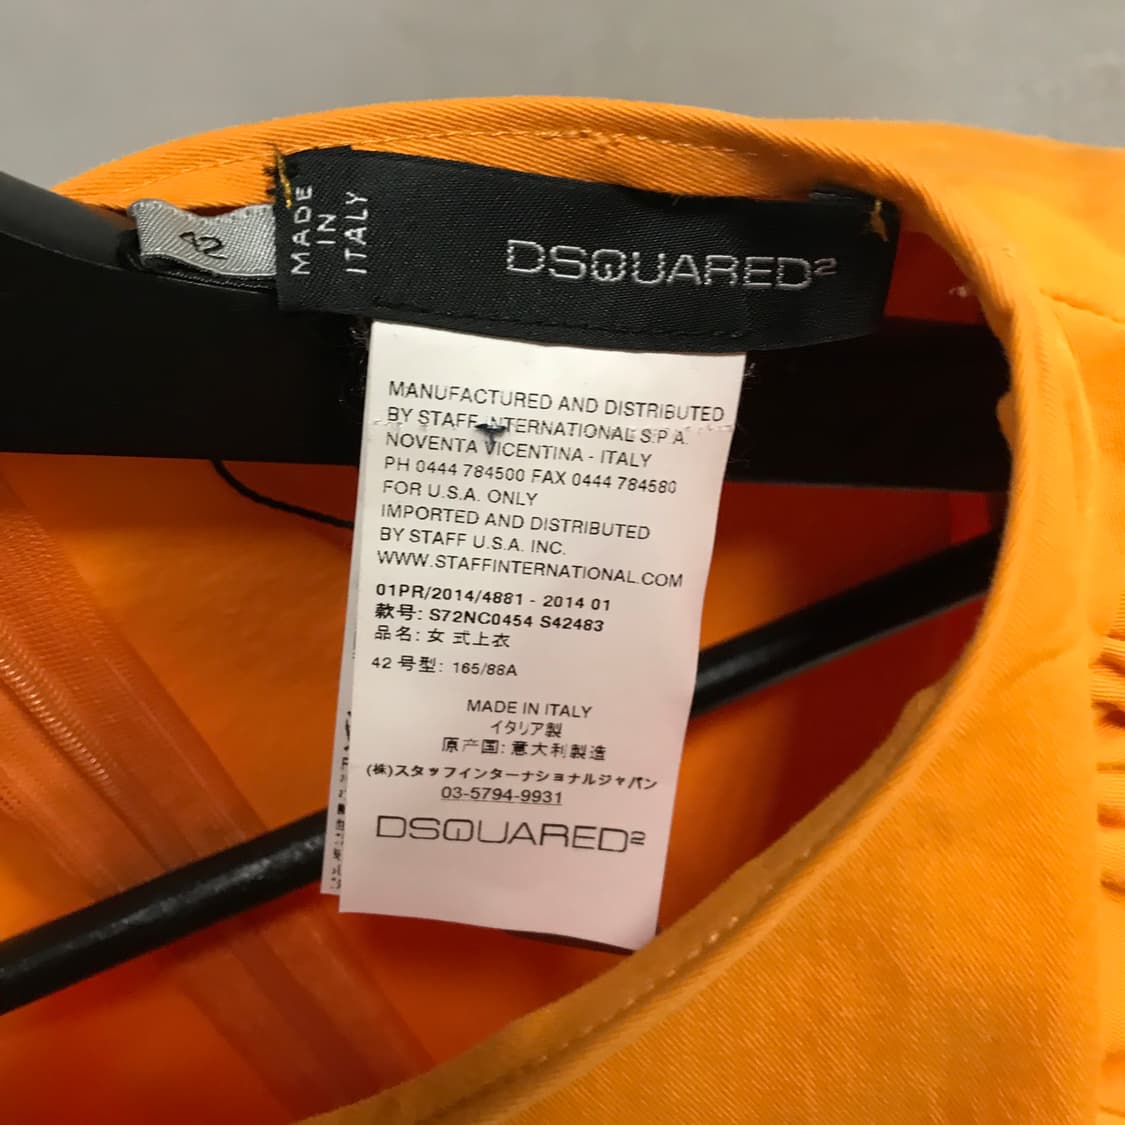 42
MADE
IN
ITALY
DSQUARED2
MANUFACTURED AND DISTRIBUTED
BY STAFF INTERNATIONAL S.P.A.
NOVENTA VICENTINA - ITALY
PH 0444 784500 FAX 0444 784580
FOR U.S.A. ONLY
IMPORTED AND DISTRIBUTED
BY STAFF U.S.A. INC.
WWW.STAFFINTERNATIONAL.COM
01PR/2014/4881 - 2014 01
款号: S72NC0454 S42483
品名: 女 式上衣
42 号型: 165/88A
MADE IN ITALY
イタリア製
原产国: 意大利製造
(株)スタッフインターナショナルジャパン
03-5794-9931
DSQUARED2